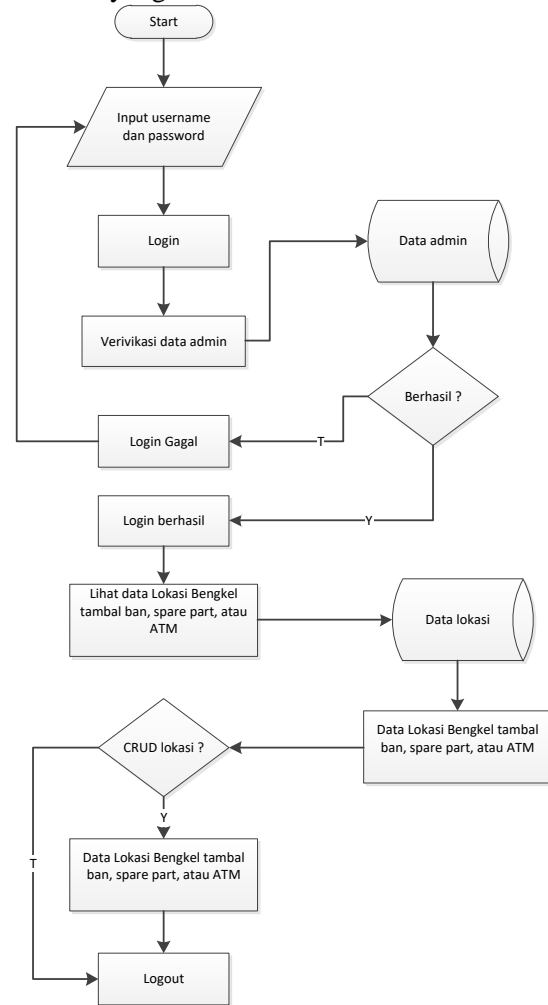 Start
Input username
dan password
Login
Data admin
Verivikasi data admin
Berhasil ?
T
Login Gagal
Login berhasil
Y
Lihat data Lokasi Bengkel
tambal ban, spare part, atau
ATM
Data lokasi
Data Lokasi Bengkel tambal
ban, spare part, atau ATM
CRUD lokasi ?
Y
Data Lokasi Bengkel tambal
ban, spare part, atau ATM
T
Logout